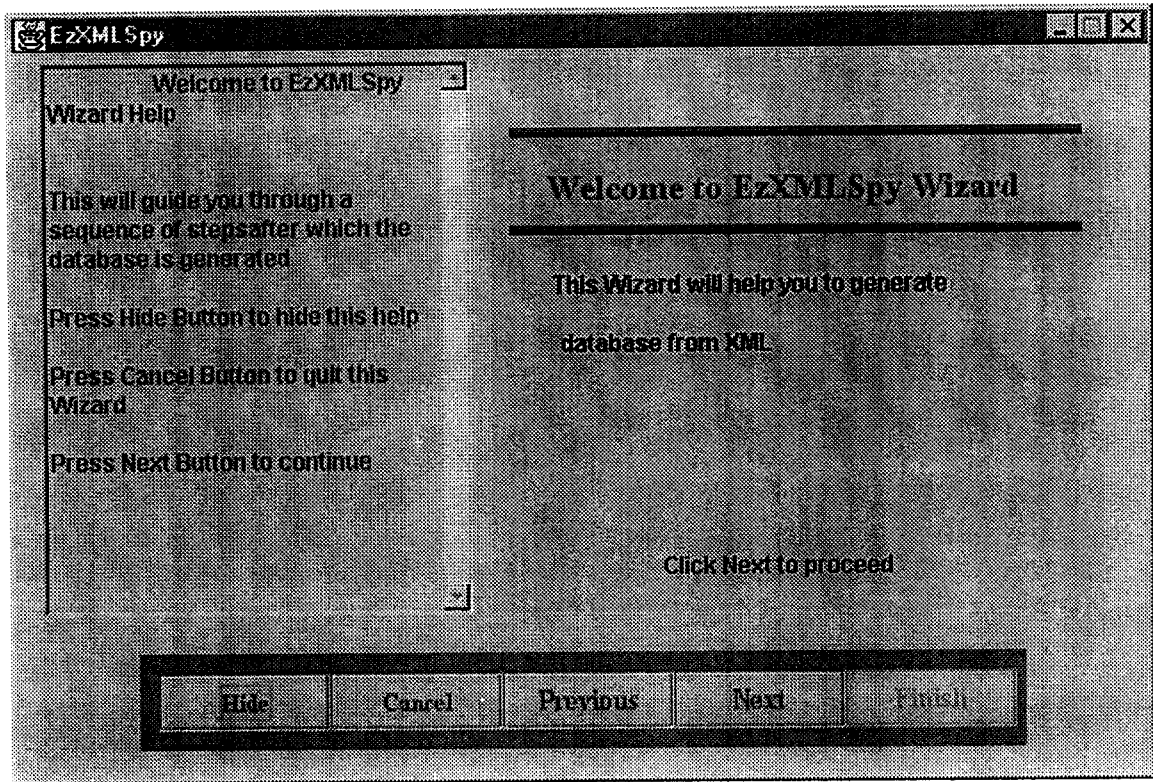 EzXMLSpy
Welcome to EzXMLSpy
Wizard Help
This will guide you through a
sequence of stepsafter which the
database is generated
Press Hide Button to hide this help
Press Cancel Button to quit this
Wizard
Press Next Button to continue
Welcome to EzXMLSpy Wizard
This Wizard will help you to generate
database from XML
Click Next to proceed
Hide Cancel Previous Next Finish